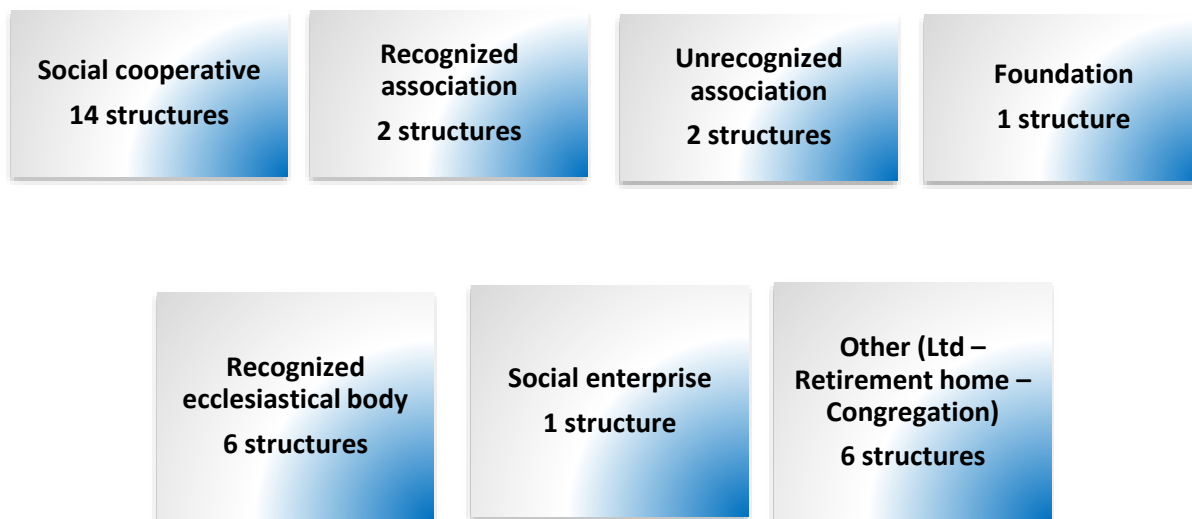 Social cooperative
14 structures
Recognized
association
2 structures
Unrecognized
association
2 structures
Foundation
1 structure
Recognized
ecclesiastical body
6 structures
Social enterprise
1 structure
Other (Ltd –
Retirement home –
Congregation)
6 structures